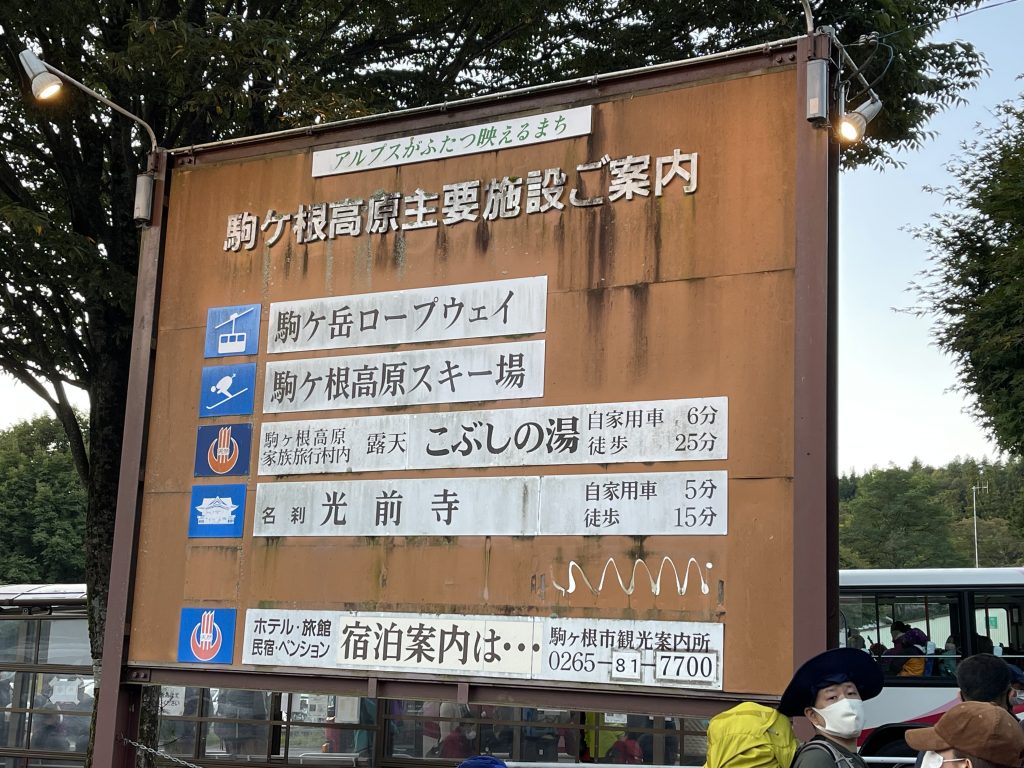 アルプスがふたつ映えるまち
駒ケ根高原主要施設ご案内
駒ケ岳ロープウェイ
駒ケ根高原スキー場
駒ヶ根高原
家族旅行村内
露天
こぶしの湯
自家用車 6分
徒歩 25分
名刹 光前寺
自家用車 5分
徒歩 15分
ホテル・旅館
民宿・ペンション
宿泊案内は…
駒ヶ根市観光案内所
0265-81-7700